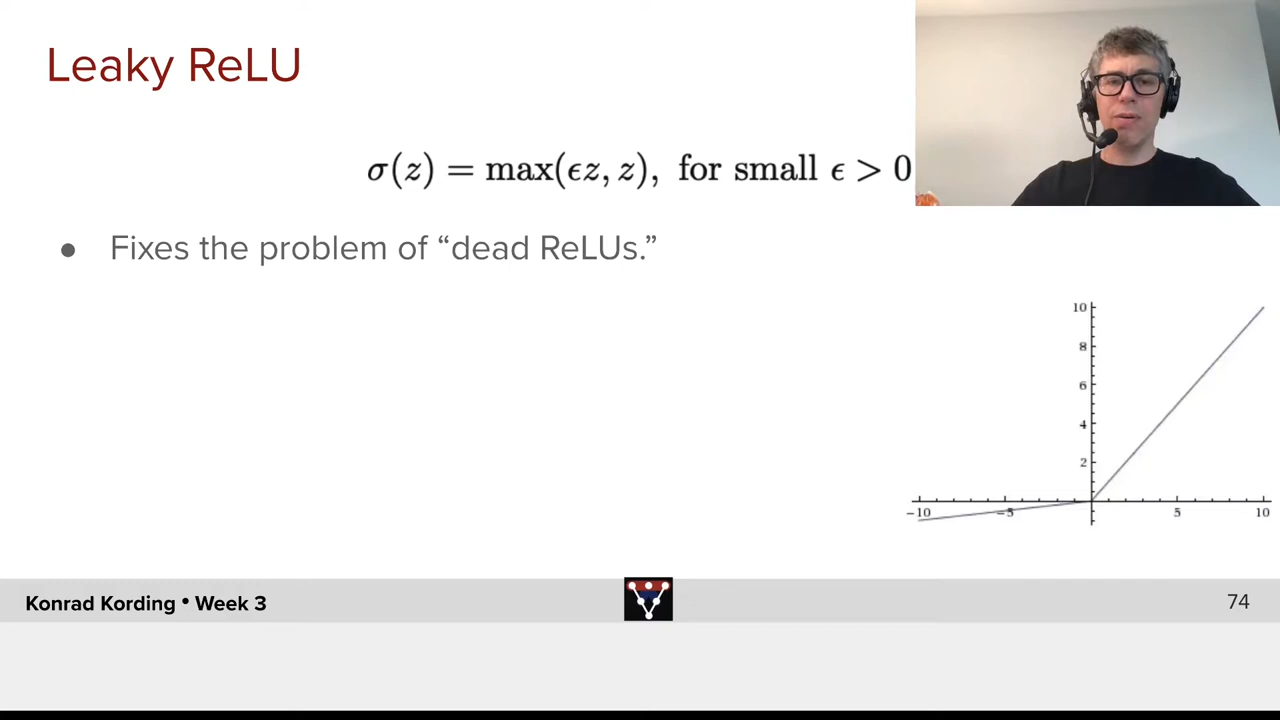 Leaky ReLU
σ(z) = max(ϵz, z), for small ϵ > 0
● Fixes the problem of “dead ReLUs.”
10
8
6
4
2
−10 −5 5 10
Konrad Kording • Week 3 74